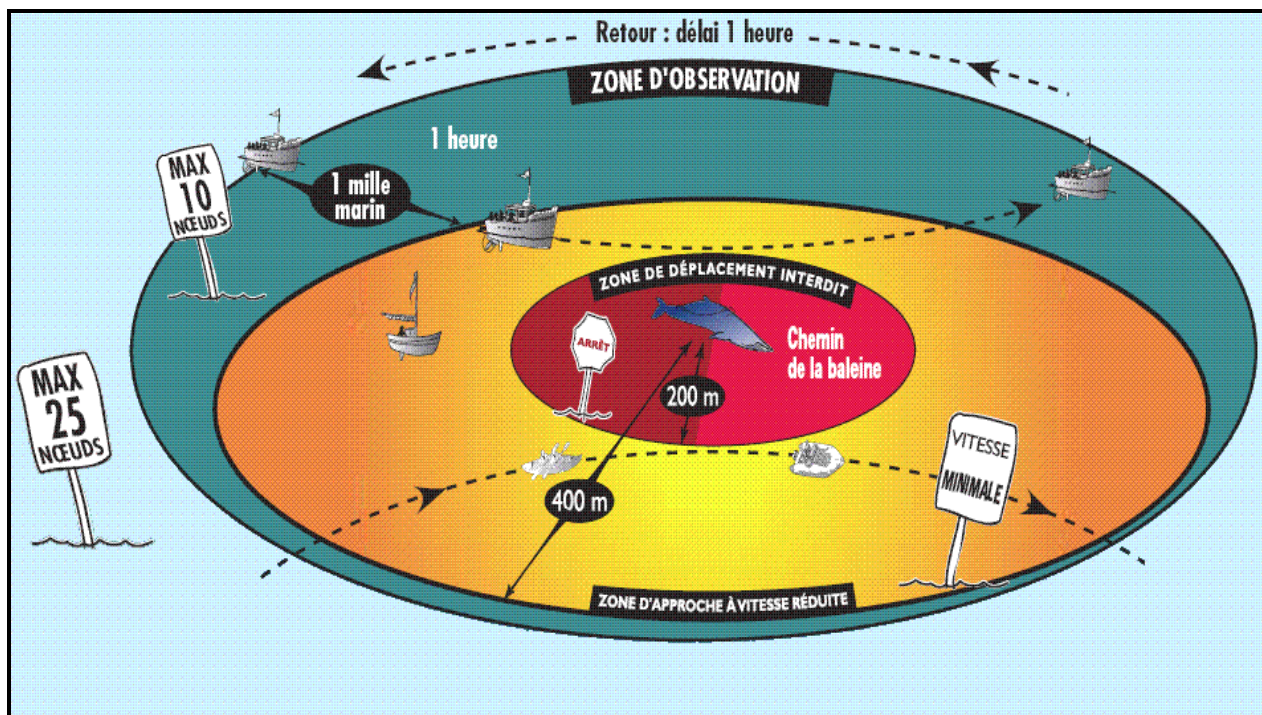 Retour : délai 1 heure
ZONE D'OBSERVATION
1 heure
MAX
10
NŒUDS
1 mille
marin
ZONE DE DÉPLACEMENT INTERDIT
ARRÊT
Chemin
de la baleine
200 m
MAX
25
NŒUDS
VITESSE
MINIMALE
400 m
ZONE D'APPROCHE À VITESSE RÉDUITE